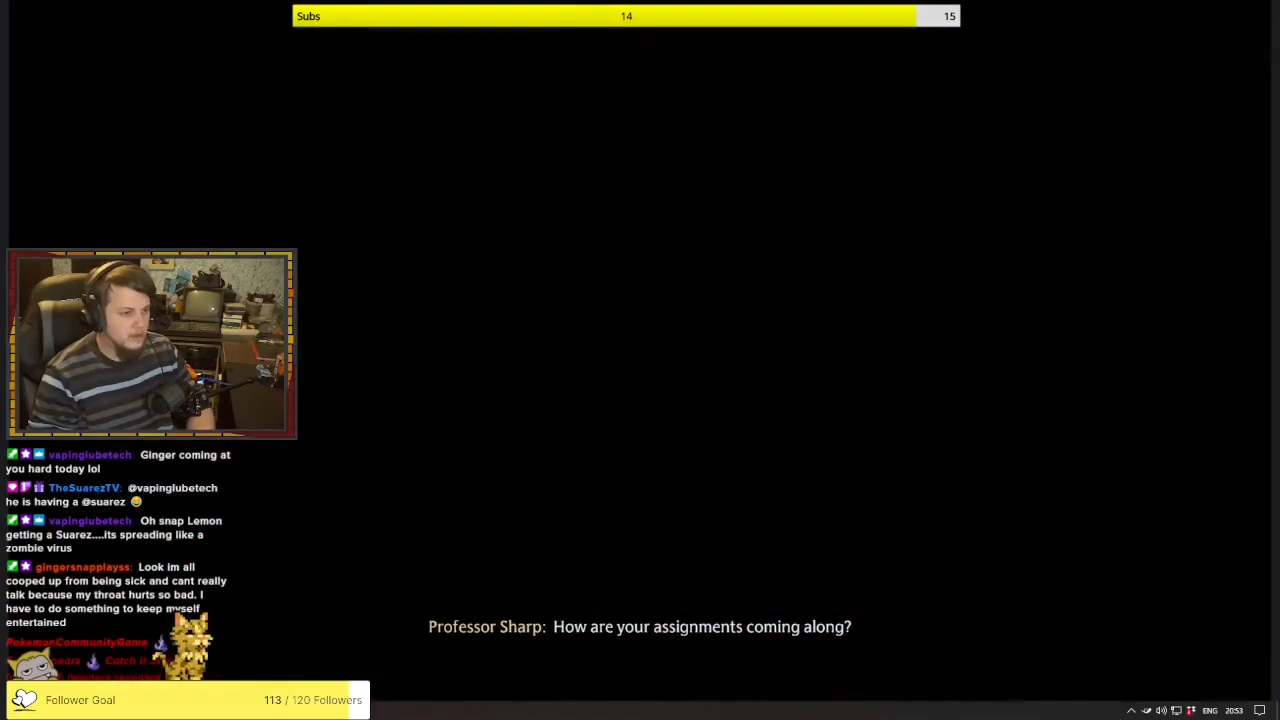 Subs 14 15
vapinglubetech: Ginger coming at
you hard today lol
TheSuarezTV: @vapinglubetech
he is having a @suarez
vapinglubetech: Oh snap Lemon
getting a Suarez....its spreading like a
zombie virus
gingersnapplayss: Look im all
cooped up from being sick and cant really
talk because my throat hurts so bad. I
have to do something to keep myself
entertained
PokemonCommunityGame
Catch it
Professor Sharp: How are your assignments coming along?
Follower Goal 113 / 120 Followers
ENG 20:53